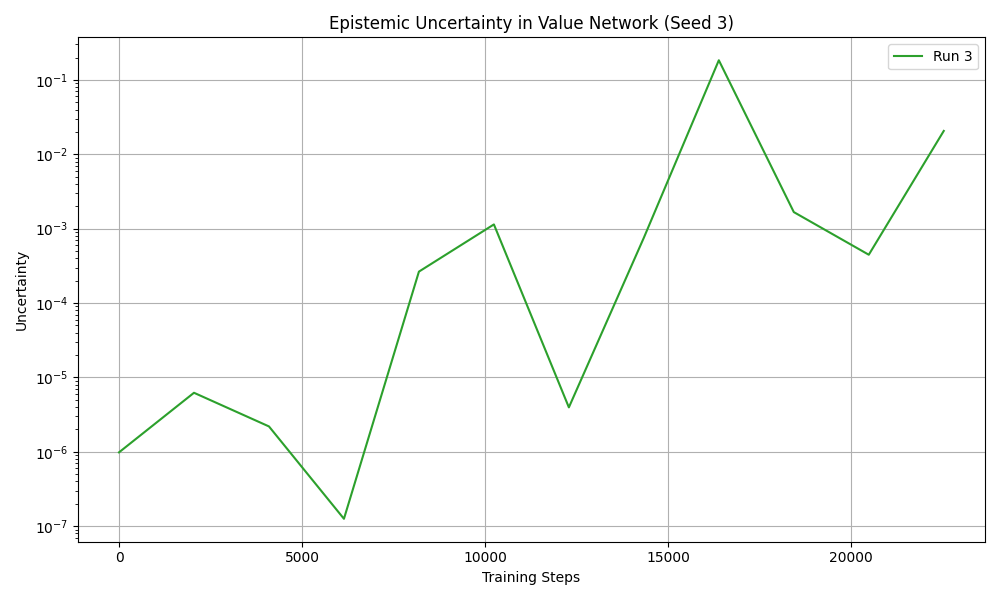 Epistemic Uncertainty in Value Network (Seed 3)
Run 3
Uncertainty
10⁻¹
10⁻²
10⁻³
10⁻⁴
10⁻⁵
10⁻⁶
10⁻⁷
0 5000 10000 15000 20000
Training Steps